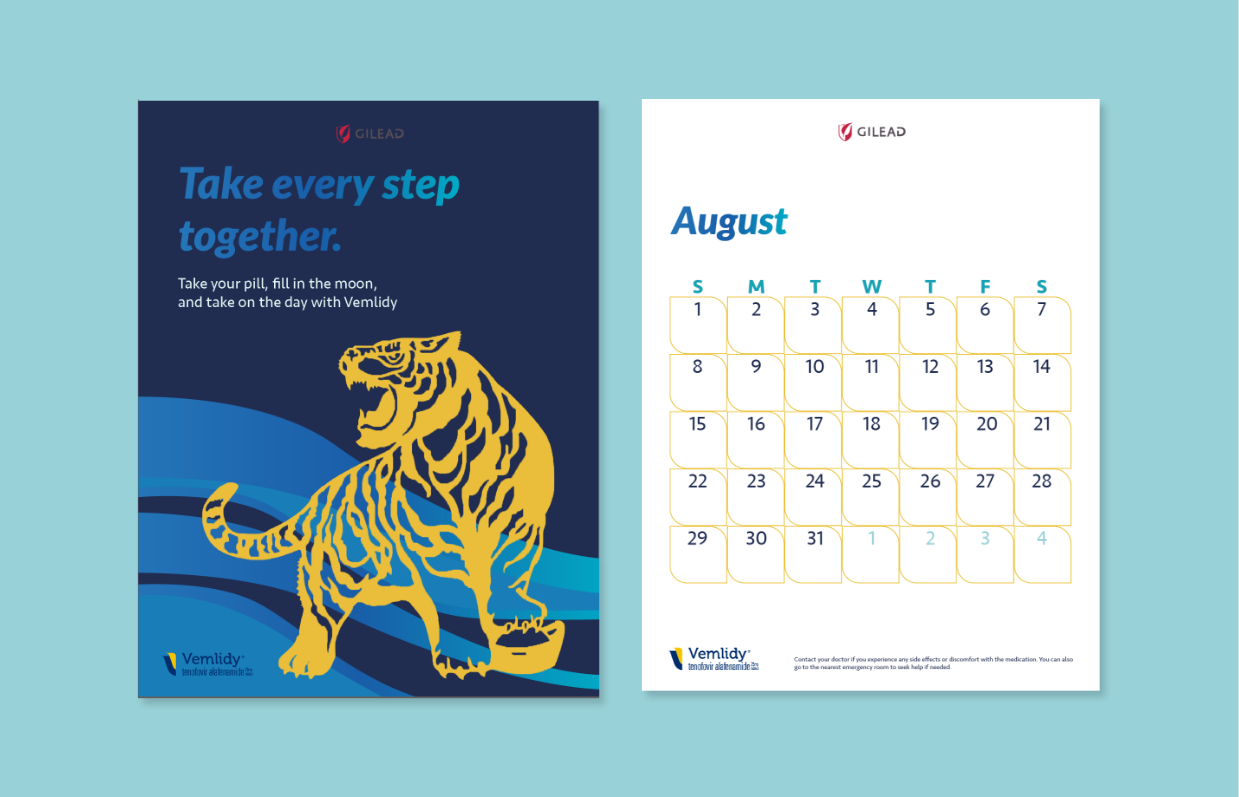 GILEAD
Take every step
together.
Take your pill, fill in the moon,
and take on the day with Vemlidy
Vemlidy
tenofovir alafenamide
GILEAD
August
S M T W T F S
1 2 3 4 5 6 7
8 9 10 11 12 13 14
15 16 17 18 19 20 21
22 23 24 25 26 27 28
29 30 31 1 2 3 4
Vemlidy
tenofovir alafenamide
Contact your doctor if you experience any side effects or discomfort with the medication. You can also
go to the nearest emergency room to seek help if needed.